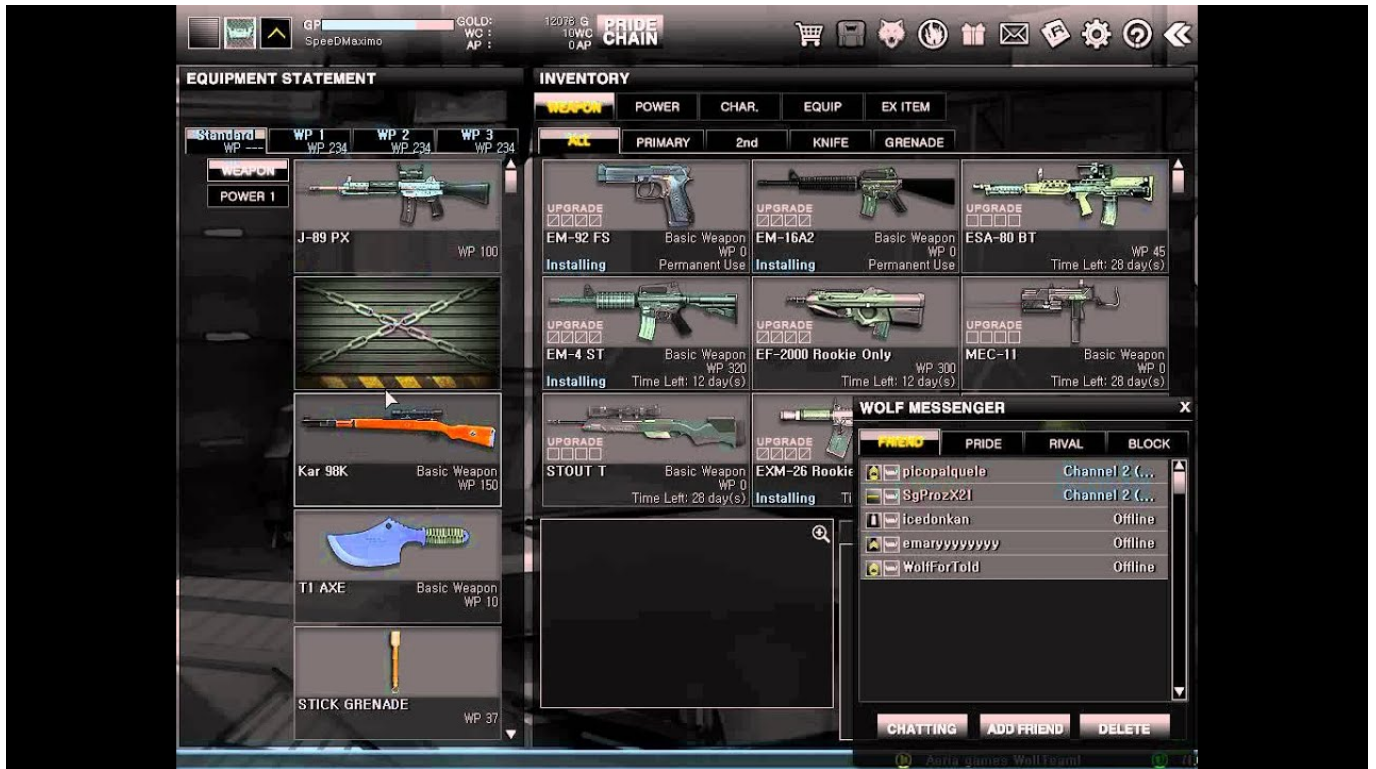 GP
SpeeDMaximo
GOLD: 12076 G
WC : 10WC
AP : 0AP
PRIDE
CHAIN
EQUIPMENT STATEMENT
Standard
WP ---
WP 1
WP 234
WP 2
WP 234
WP 3
WP 234
WEAPON
POWER 1
J-89 PX
WP 100
Kar 98K Basic Weapon
WP 150
T1 AXE Basic Weapon
WP 10
STICK GRENADE
WP 37
INVENTORY
WEAPON POWER CHAR. EQUIP EX ITEM
ALL PRIMARY 2nd KNIFE GRENADE
UPGRADE
EM-92 FS Basic Weapon
WP 0
Installing Permanent Use
UPGRADE
EM-16A2 Basic Weapon
WP 0
Installing Permanent Use
UPGRADE
ESA-80 BT
WP 45
Time Left: 28 day(s)
UPGRADE
EM-4 ST Basic Weapon
WP 320
Installing Time Left: 12 day(s)
UPGRADE
EF-2000 Rookie Only
WP 300
Time Left: 12 day(s)
UPGRADE
MEC-11 Basic Weapon
WP 0
Time Left: 28 day(s)
UPGRADE
STOUT T Basic Weapon
WP 0
Time Left: 28 day(s)
UPGRADE
EXM-26 Rookie
Installing Ti
WOLF MESSENGER X
FRIEND PRIDE RIVAL BLOCK
picopalquele Channel 2 (...
SgProzX21 Channel 2 (...
icedonkan Offline
emaryyyyyyyy Offline
WolfForTold Offline
CHATTING ADD FRIEND DELETE
Aeria games WolfTeam!